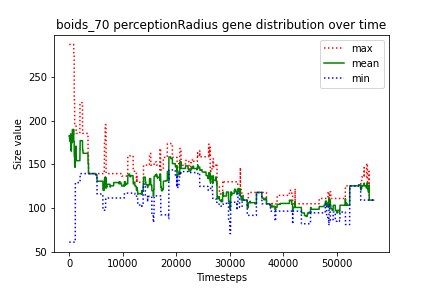 boids_70 perceptionRadius gene distribution over time
max
mean
min
Size value
250
200
150
100
50
0
10000
20000
30000
40000
50000
Timesteps